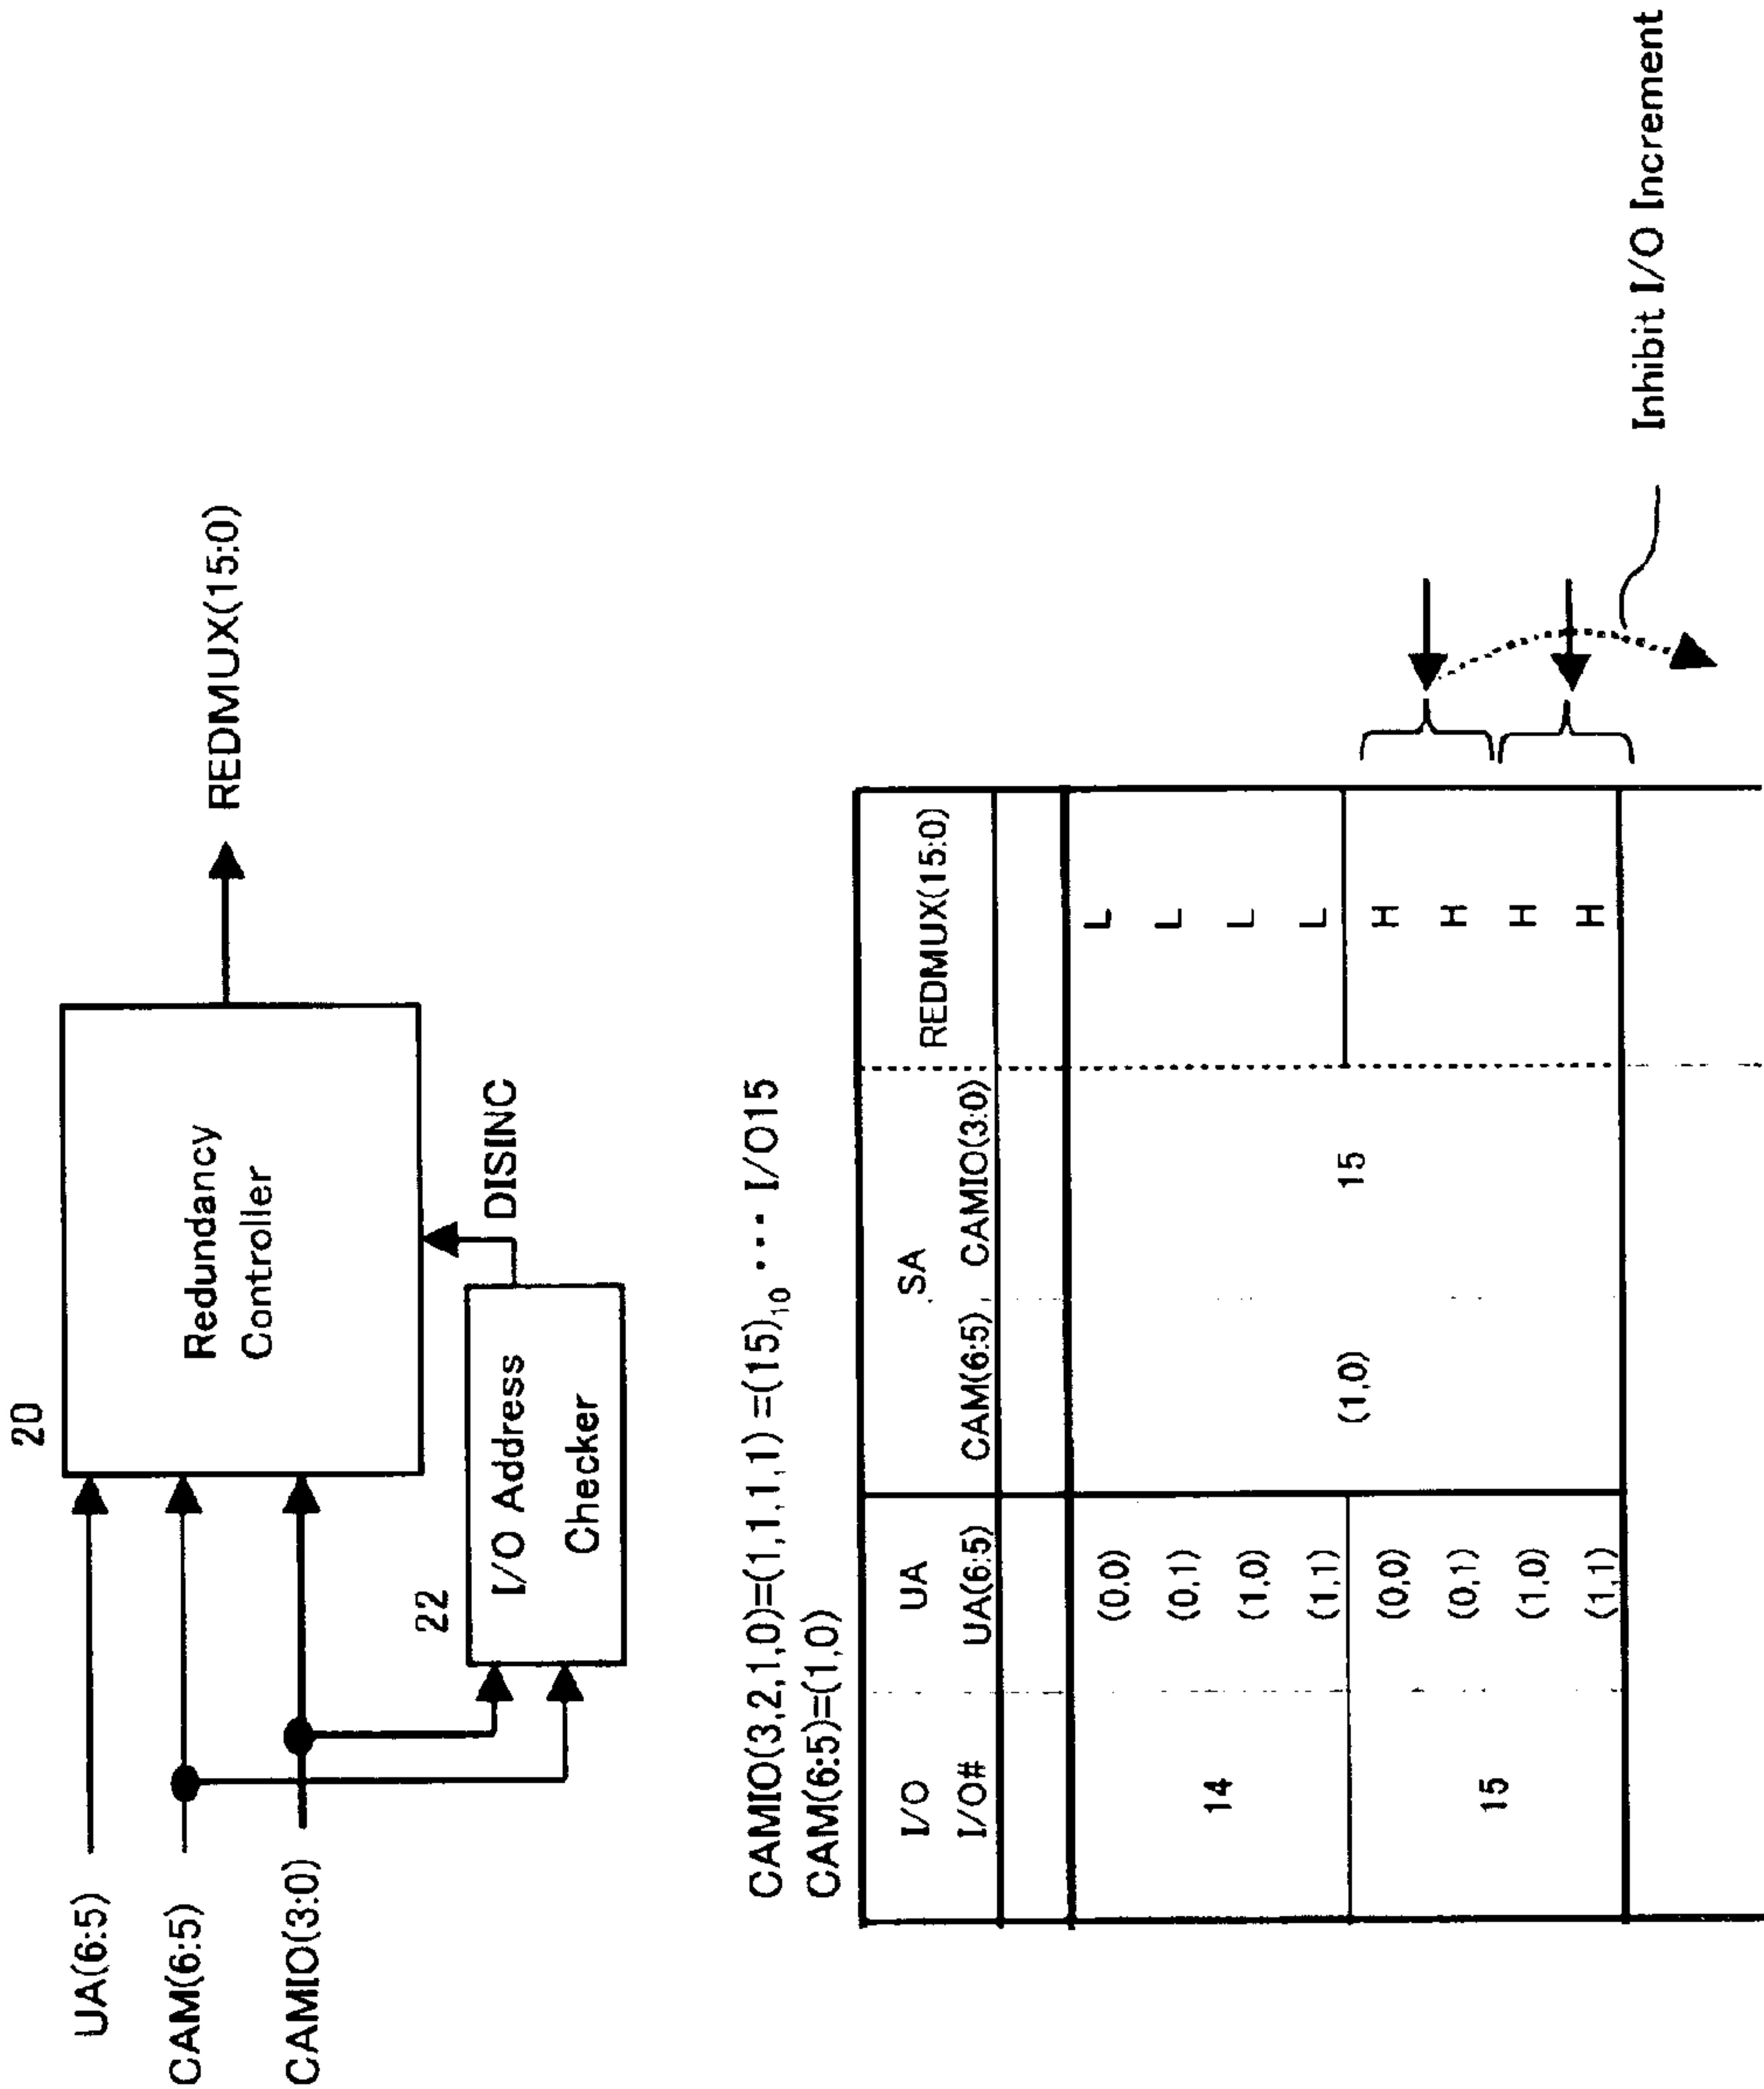 20
UA(6:5)
CAM(6:5)
CAMIO(3:0)
Redundancy
Controller
REDMUX(15:0)
22
I/O Address
Checker
DISINC
CAMIO(3,2,1,0)=(1,1,1,1) =(15)10 ･･･ I/O15
CAM(6:5)=(1,0)
I/O UA SA REDMUX(15:0)
I/O# UA(6:5) CAM(6:5) CAMIO(3:0)
14 (0,0) L
(0,1) L
(1,0) L
(1,1) L
(1,0) 15
15 (0,0) H
(0,1) H
(1,0) H
(1,1) H
Inhibit I/O Increment